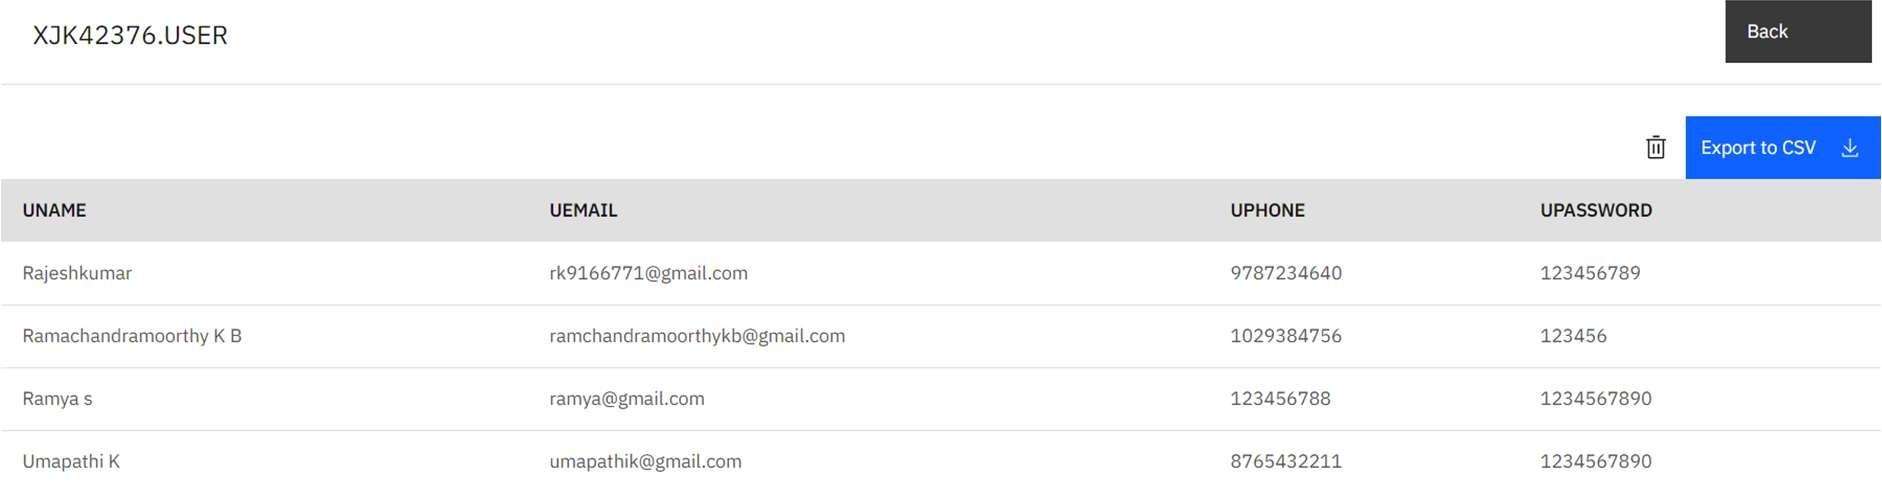 XJK42376.USER
Back
Export to CSV
UNAME UEMAIL UPHONE UPASSWORD
Rajeshkumar rk9166771@gmail.com 9787234640 123456789
Ramachandramoorthy K B ramchandramoorthykb@gmail.com 1029384756 123456
Ramya s ramya@gmail.com 123456788 1234567890
Umapathi K umapathik@gmail.com 8765432211 1234567890